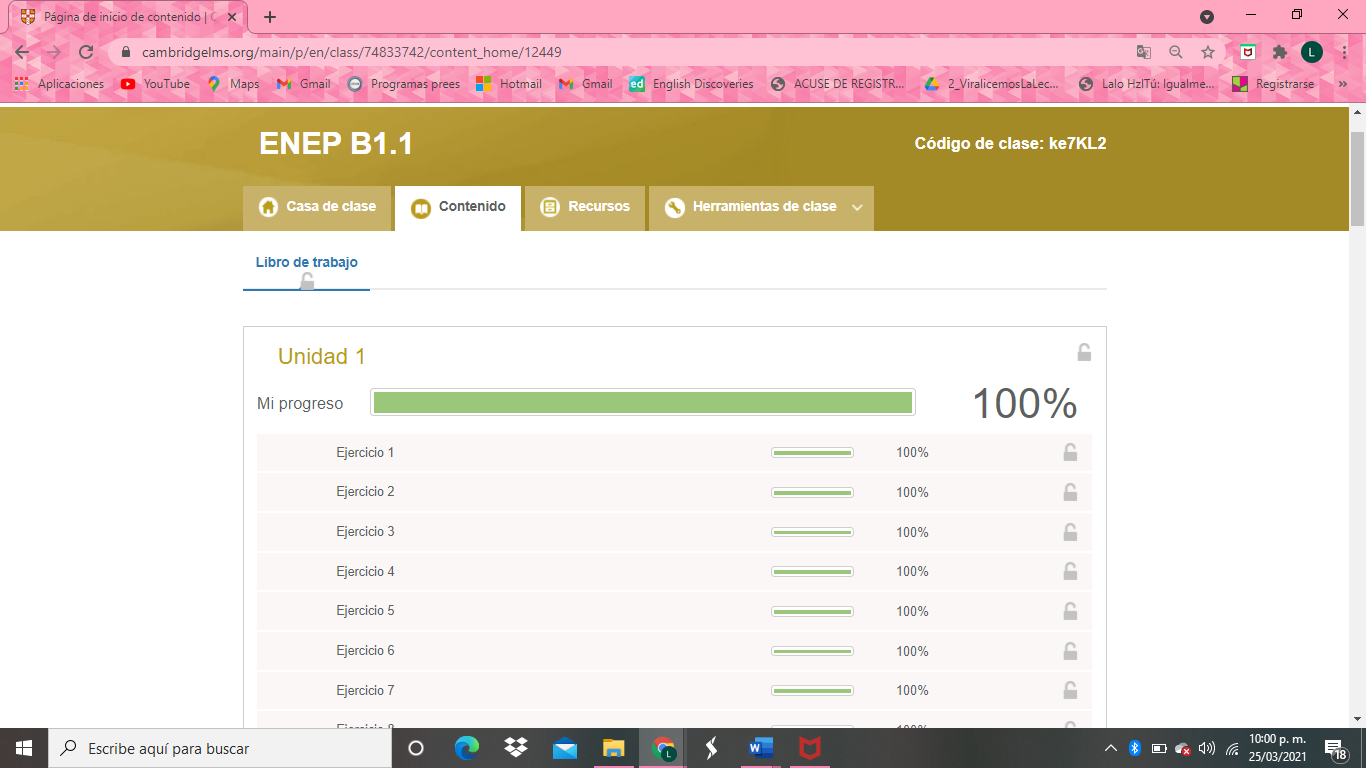 Página de inicio de contenido | C
cambridgelms.org/main/p/en/class/74833742/content_home/12449
Aplicaciones YouTube Maps Gmail Programas prees Hotmail Gmail ed English Discoveries ACUSE DE REGISTR... 2_ViralicemosLaLec... Lalo HzlTú: Igualme... Registrarse »
ENEP B1.1
Código de clase: ke7KL2
Casa de clase Contenido Recursos Herramientas de clase
Libro de trabajo
Unidad 1
Mi progreso 100%
Ejercicio 1 100%
Ejercicio 2 100%
Ejercicio 3 100%
Ejercicio 4 100%
Ejercicio 5 100%
Ejercicio 6 100%
Ejercicio 7 100%
Escribe aquí para buscar
10:00 p. m.
25/03/2021
18